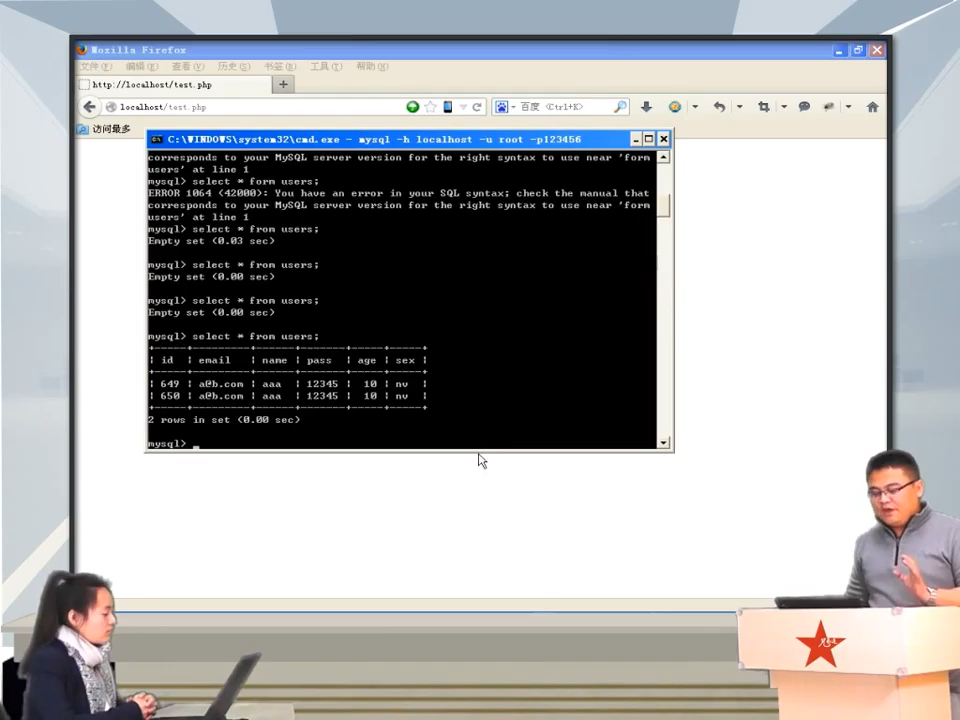 Mozilla Firefox
文件(F) 编辑(E) 查看(V) 历史(S) 书签(B) 工具(T) 帮助(H)
http://localhost/test.php
localhost/test.php
百度 <Ctrl+K>
访问最多
C:\WINDOWS\system32\cmd.exe - mysql -h localhost -u root -p123456
corresponds to your MySQL server version for the right syntax to use near 'form
users' at line 1
mysql> select * form users;
ERROR 1064 (42000): You have an error in your SQL syntax; check the manual that
corresponds to your MySQL server version for the right syntax to use near 'form
users' at line 1
mysql> select * from users;
Empty set (0.03 sec)
mysql> select * from users;
Empty set (0.00 sec)
mysql> select * from users;
Empty set (0.00 sec)
mysql> select * from users;
+-----+---------+------+-------+-----+-----+
| id | email | name | pass | age | sex |
+-----+---------+------+-------+-----+-----+
| 649 | a@b.com | aaa | 12345 | 10 | nv |
| 650 | a@b.com | aaa | 12345 | 10 | nv |
+-----+---------+------+-------+-----+-----+
2 rows in set (0.00 sec)
mysql> _